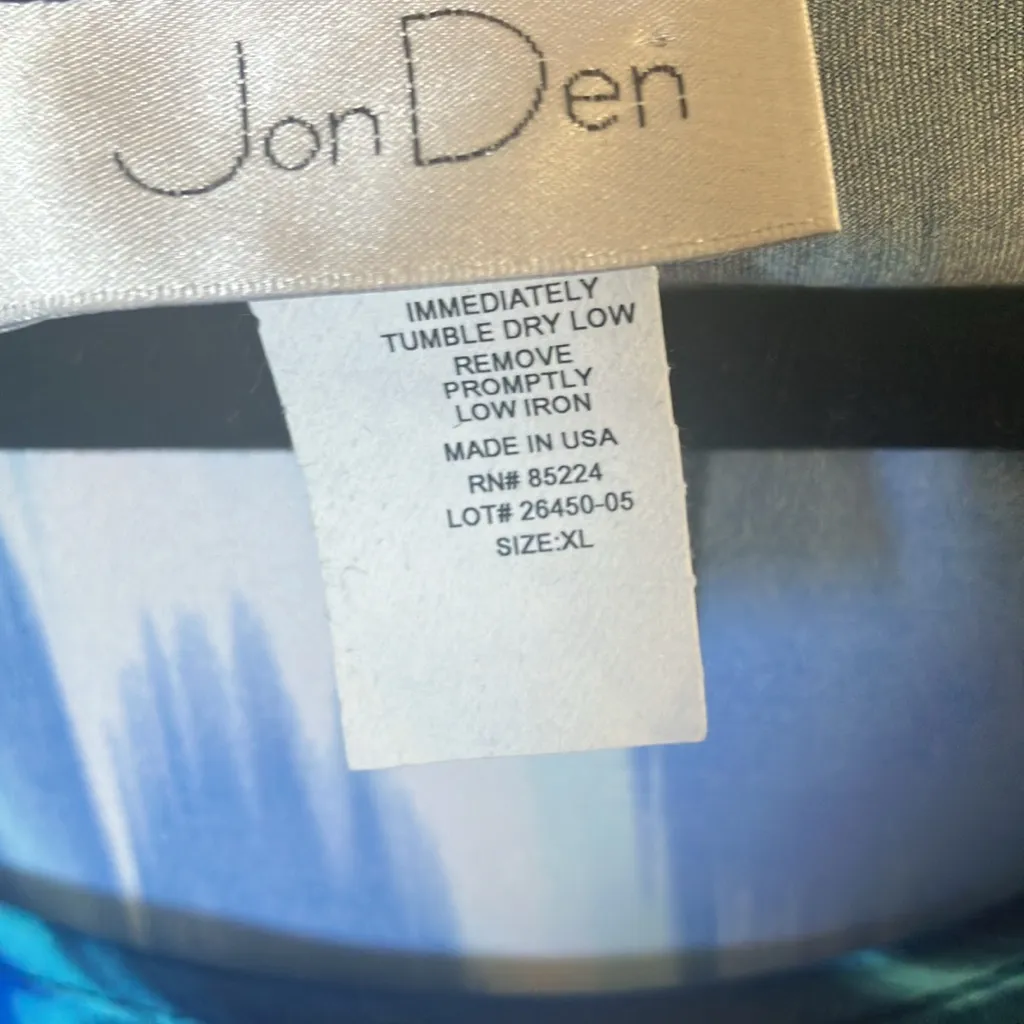 Jon Den
IMMEDIATELY
TUMBLE DRY LOW
REMOVE
PROMPTLY
LOW IRON
MADE IN USA
RN# 85224
LOT# 26450-05
SIZE:XL